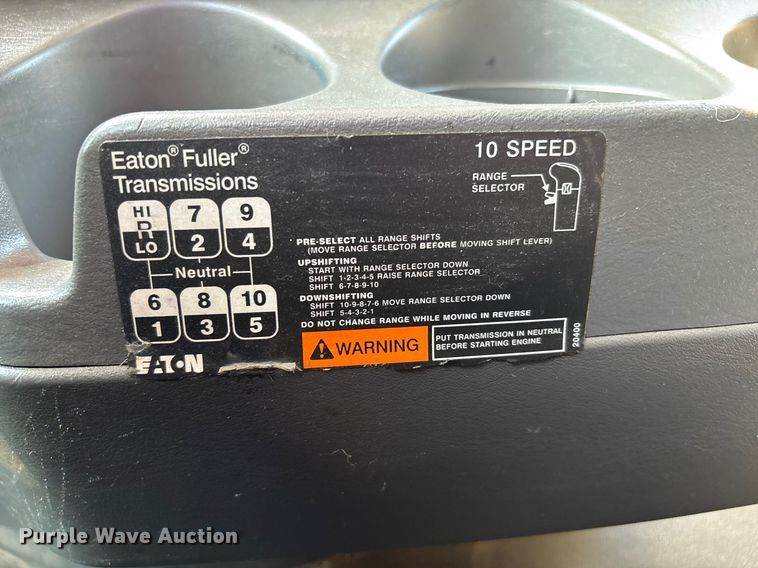 Eaton® Fuller®
Transmissions
10 SPEED
RANGE
SELECTOR
HI 7 9
R
LO 2 4
Neutral
6 8 10
1 3 5
EATON
PRE-SELECT ALL RANGE SHIFTS
(MOVE RANGE SELECTOR BEFORE MOVING SHIFT LEVER)
UPSHIFTING
START WITH RANGE SELECTOR DOWN
SHIFT 1-2-3-4-5 RAISE RANGE SELECTOR
SHIFT 6-7-8-9-10
DOWNSHIFTING
SHIFT 10-9-8-7-6 MOVE RANGE SELECTOR DOWN
SHIFT 5-4-3-2-1
DO NOT CHANGE RANGE WHILE MOVING IN REVERSE
WARNING
PUT TRANSMISSION IN NEUTRAL
BEFORE STARTING ENGINE
20400
Purple Wave Auction